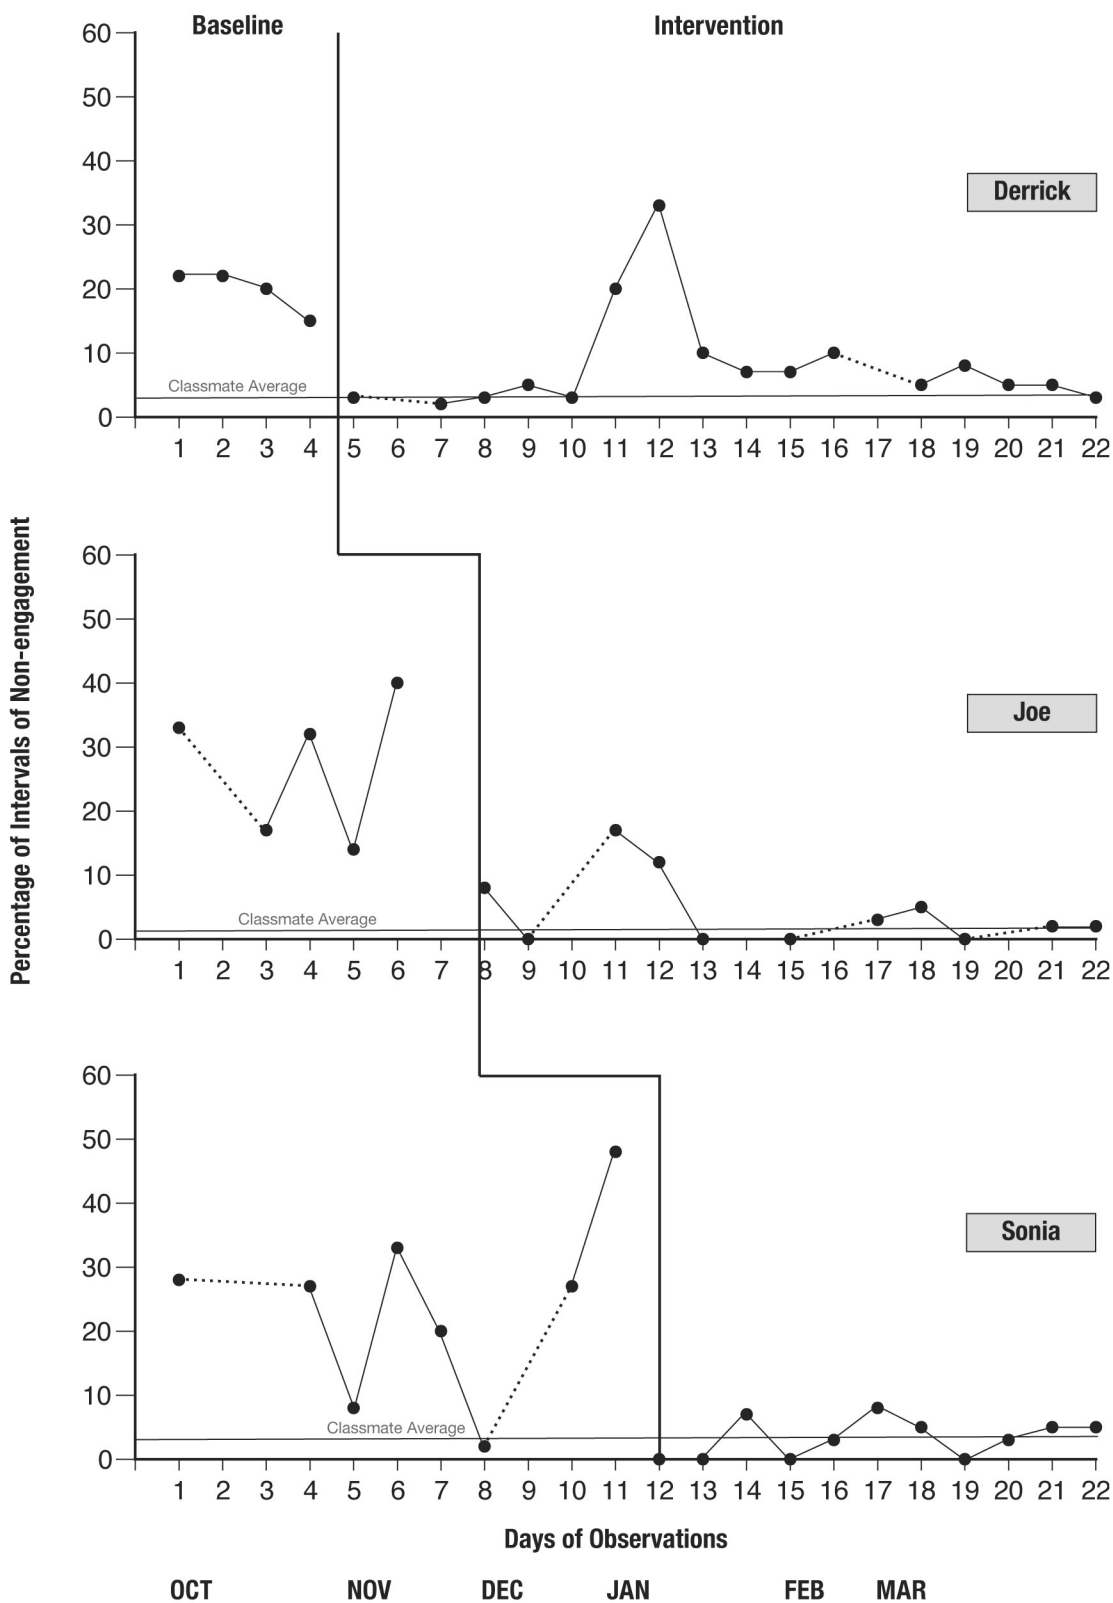 Baseline Intervention
60
50
40
30
20
10
0
Derrick
Classmate Average
1 2 3 4 5 6 7 8 9 10 11 12 13 14 15 16 17 18 19 20 21 22
Percentage of Intervals of Non-engagement
60
50
40
30
20
10
0
Joe
Classmate Average
1 2 3 4 5 6 7 8 9 10 11 12 13 14 15 16 17 18 19 20 21 22
60
50
40
30
20
10
0
Sonia
Classmate Average
1 2 3 4 5 6 7 8 9 10 11 12 13 14 15 16 17 18 19 20 21 22
Days of Observations
OCT NOV DEC JAN FEB MAR